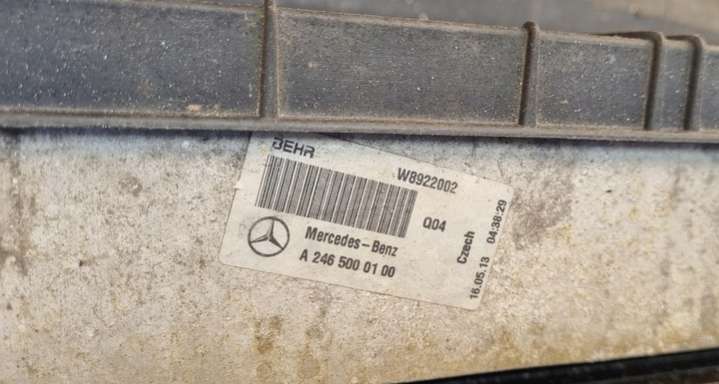 BEHR
W8922002
Q04
Mercedes-Benz
A 246 500 01 00
Czech
16.05.13 04:38:29